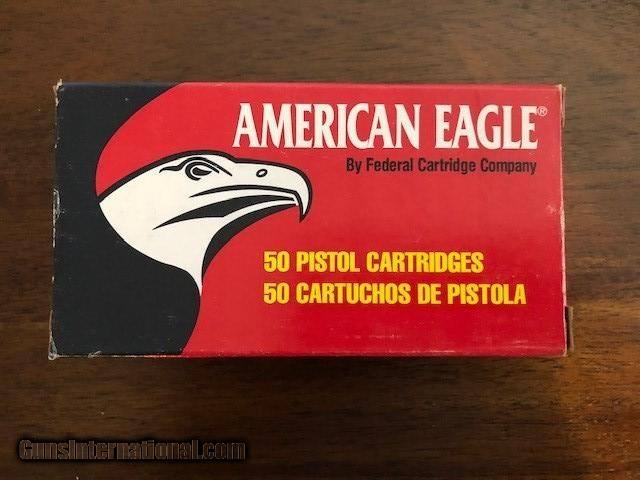 AMERICAN EAGLE®
By Federal Cartridge Company
50 PISTOL CARTRIDGES
50 CARTUCHOS DE PISTOLA
GunsInternational.com